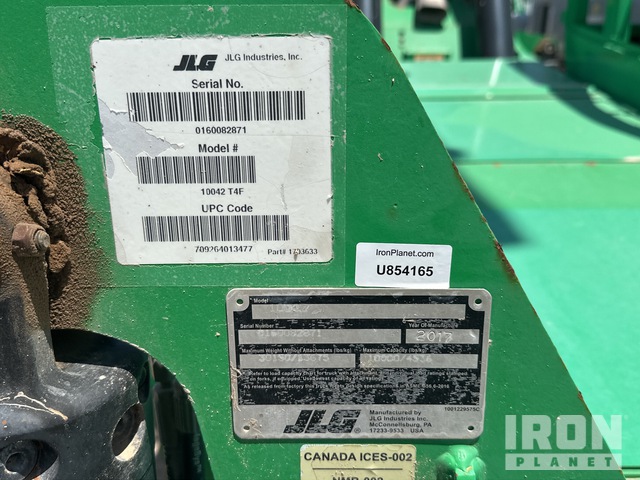 JLG JLG Industries, Inc.
Serial No.
0160082871
Model #
10042 T4F
UPC Code
709264013477 Part# 1703633
IronPlanet.com
U854165
Model
Serial Number
Year Of Manufacture
2017
Maximum Weight Without Attachments (lbs/kg)
Maximum Capacity (lbs/kg)
JLG
Manufactured by
JLG Industries Inc.
McConnellsburg, PA
17233-9533 USA
1001229575C
CANADA ICES-002
IRON
PLANET